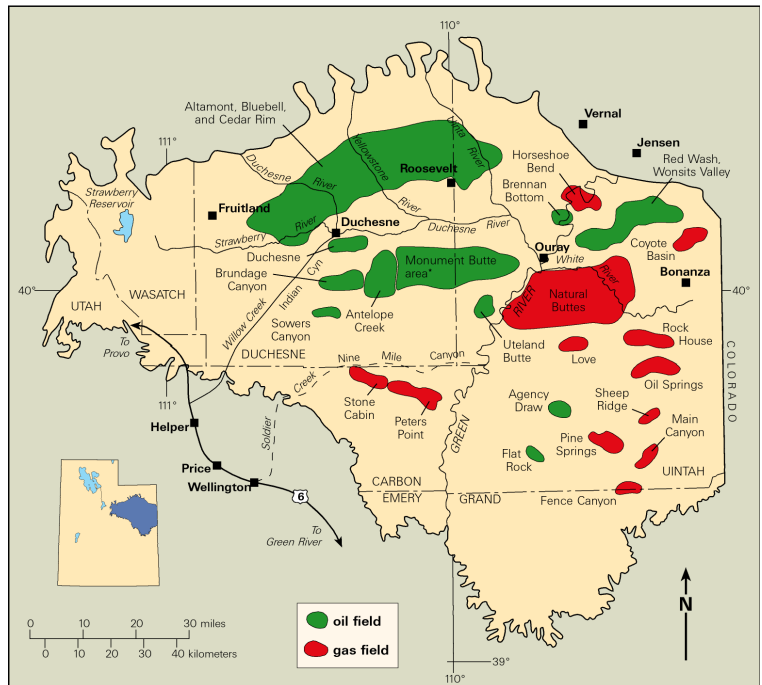 110°
Altamont, Bluebell,
and Cedar Rim
Vernal
Jensen
111°
Uinta
River
Yellowstone
River
Horseshoe
Bend
Red Wash,
Wonsits Valley
Duchesne
River
Roosevelt
Brennan
Bottom
Strawberry
Reservoir
Fruitland
Strawberry
River
Duchesne
Duchesne River
Ouray
White
River
Coyote
Basin
Bonanza
Duchesne
Brundage
Canyon
Monument Butte
area*
40°
40°
UTAH
WASATCH
Willow Creek
Indian Cyn
Antelope
Creek
Sowers
Canyon
Natural
Buttes
RIVER
Uteland
Butte
To
Provo
DUCHESNE
Nine Mile Canyon
Creek
Love
Rock
House
COLORADO
Oil Springs
111°
Stone
Cabin
Peters
Point
Agency
Draw
Sheep
Ridge
Main
Canyon
GREEN
Helper
Soldier
Pine
Springs
Flat
Rock
Price
Wellington
6
CARBON
EMERY
GRAND
UINTAH
Fence Canyon
To
Green River
oil field
gas field
N
0 10 20 30 miles
0 10 20 30 40 kilometers
39°
110°